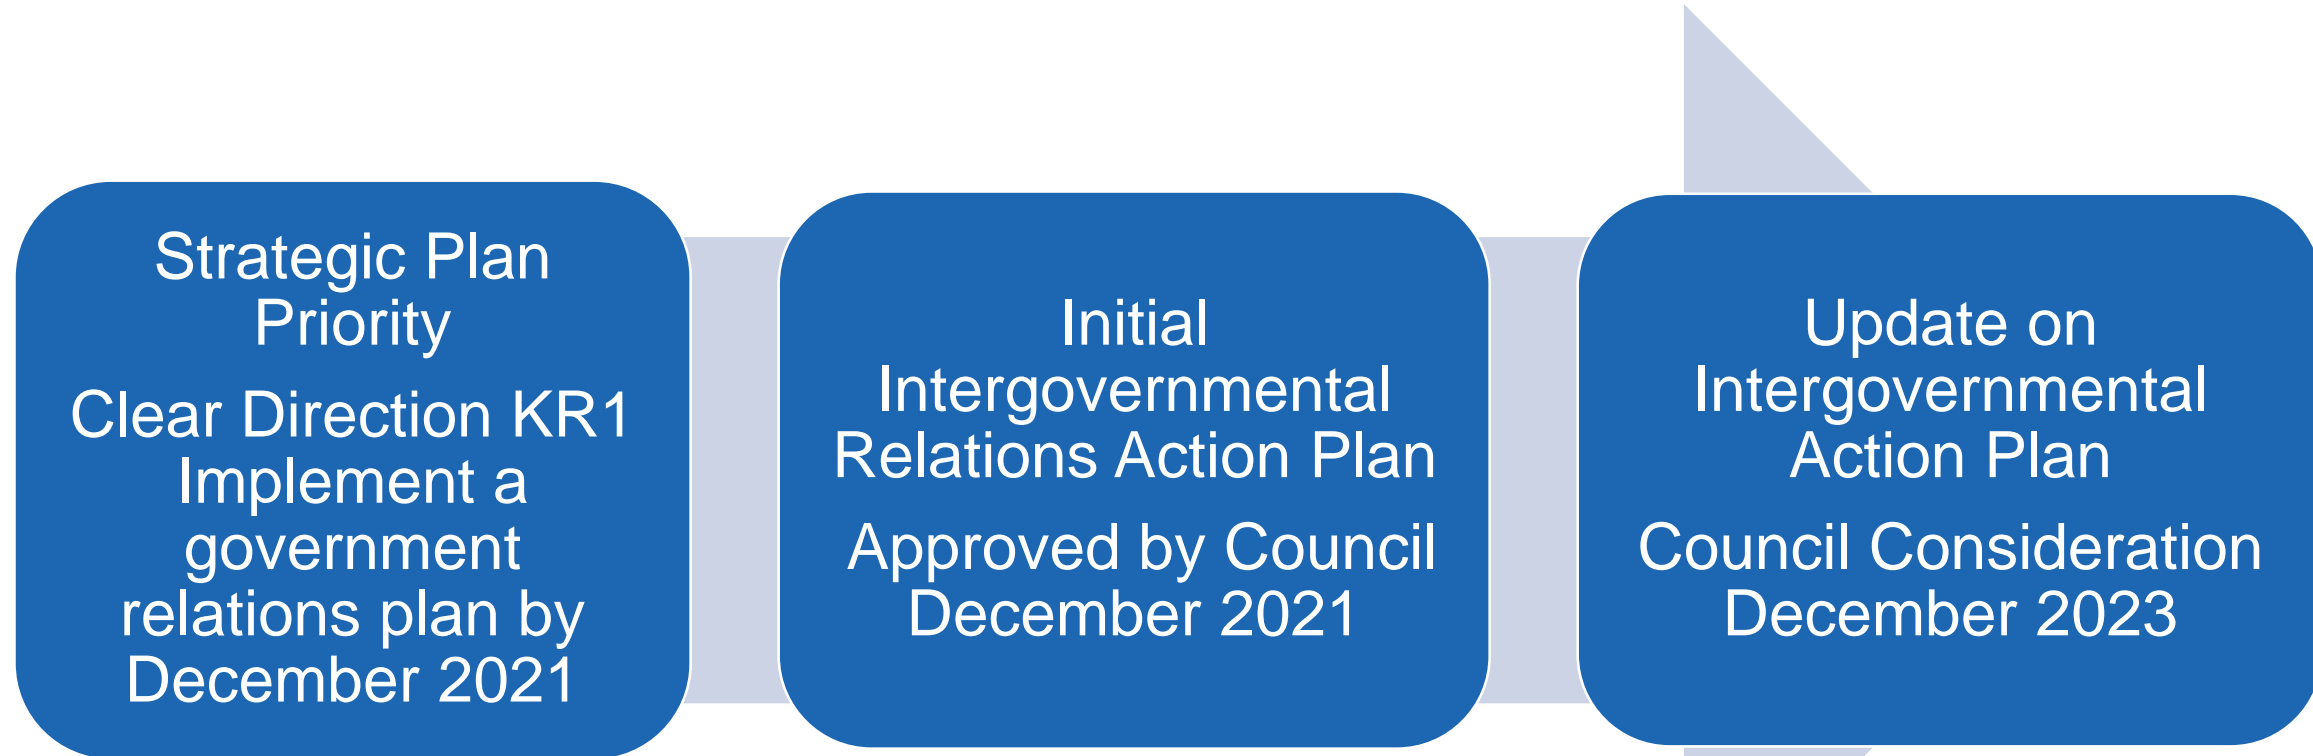 Strategic Plan
Priority
Clear Direction KR1
Implement a
government
relations plan by
December 2021
Initial
Intergovernmental
Relations Action Plan
Approved by Council
December 2021
Update on
Intergovernmental
Action Plan
Council Consideration
December 2023